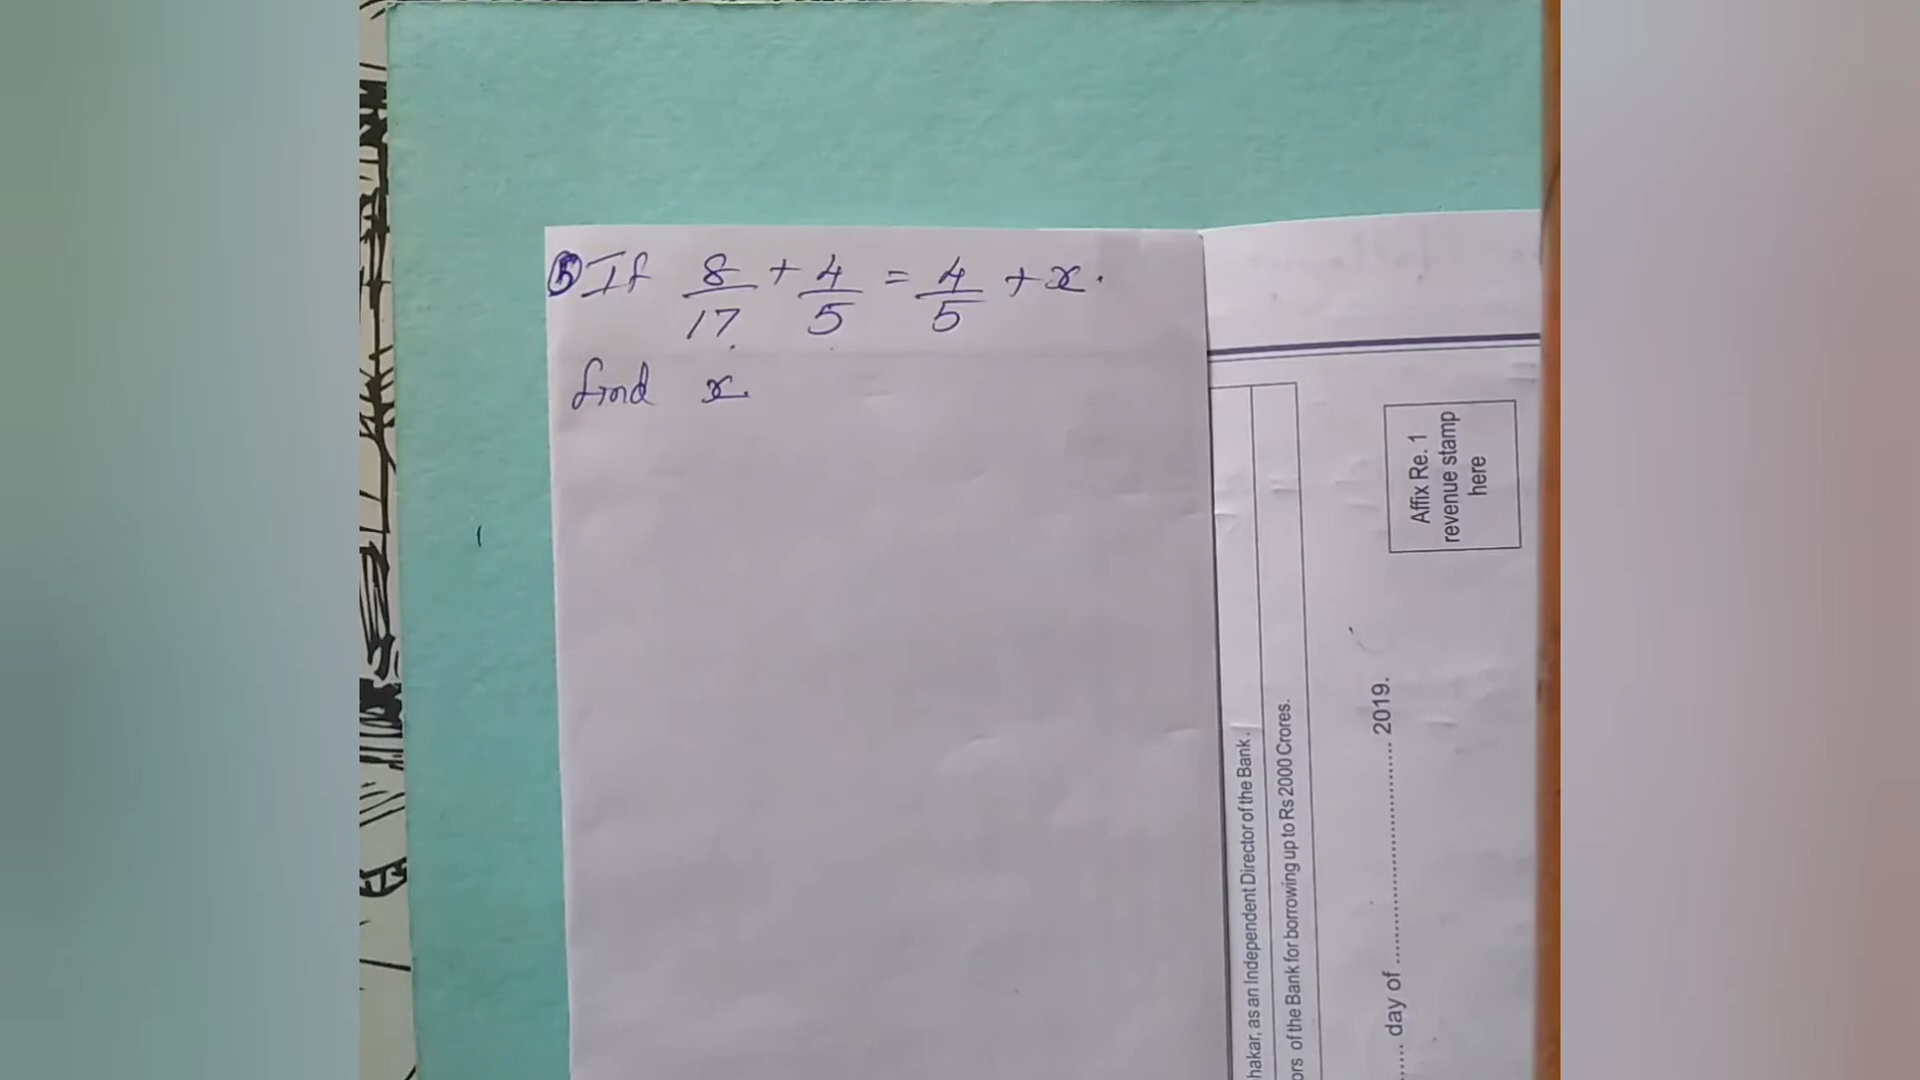 ⑤ If 8/17 + 4/5 = 4/5 + x.
find x.
Affix Re. 1
revenue stamp
here
hakar, as an Independent Director of the Bank.
ors of the Bank for borrowing up to Rs 2000 Crores.
day of ........................ 2019.